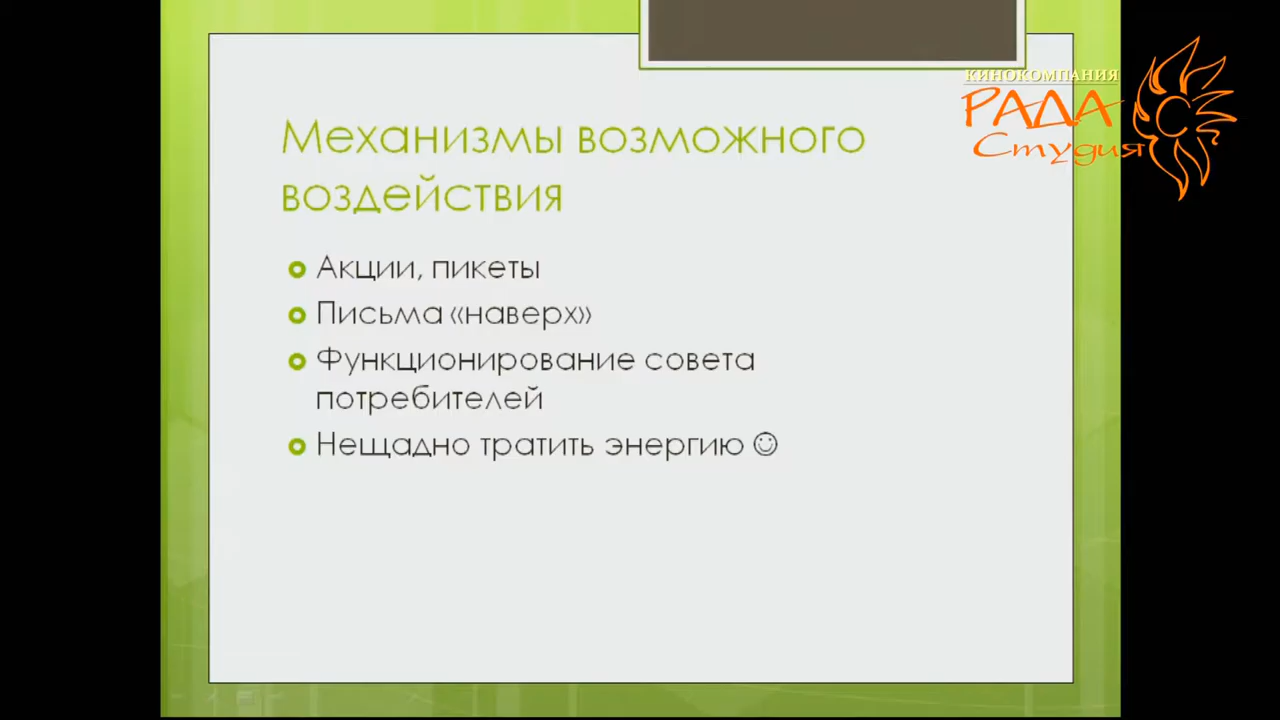 КИНОКОМПАНИЯ
РАДА
Студия
Механизмы возможного
воздействия
Акции, пикеты
Письма «наверх»
Функционирование совета
потребителей
Нещадно тратить энергию ☺